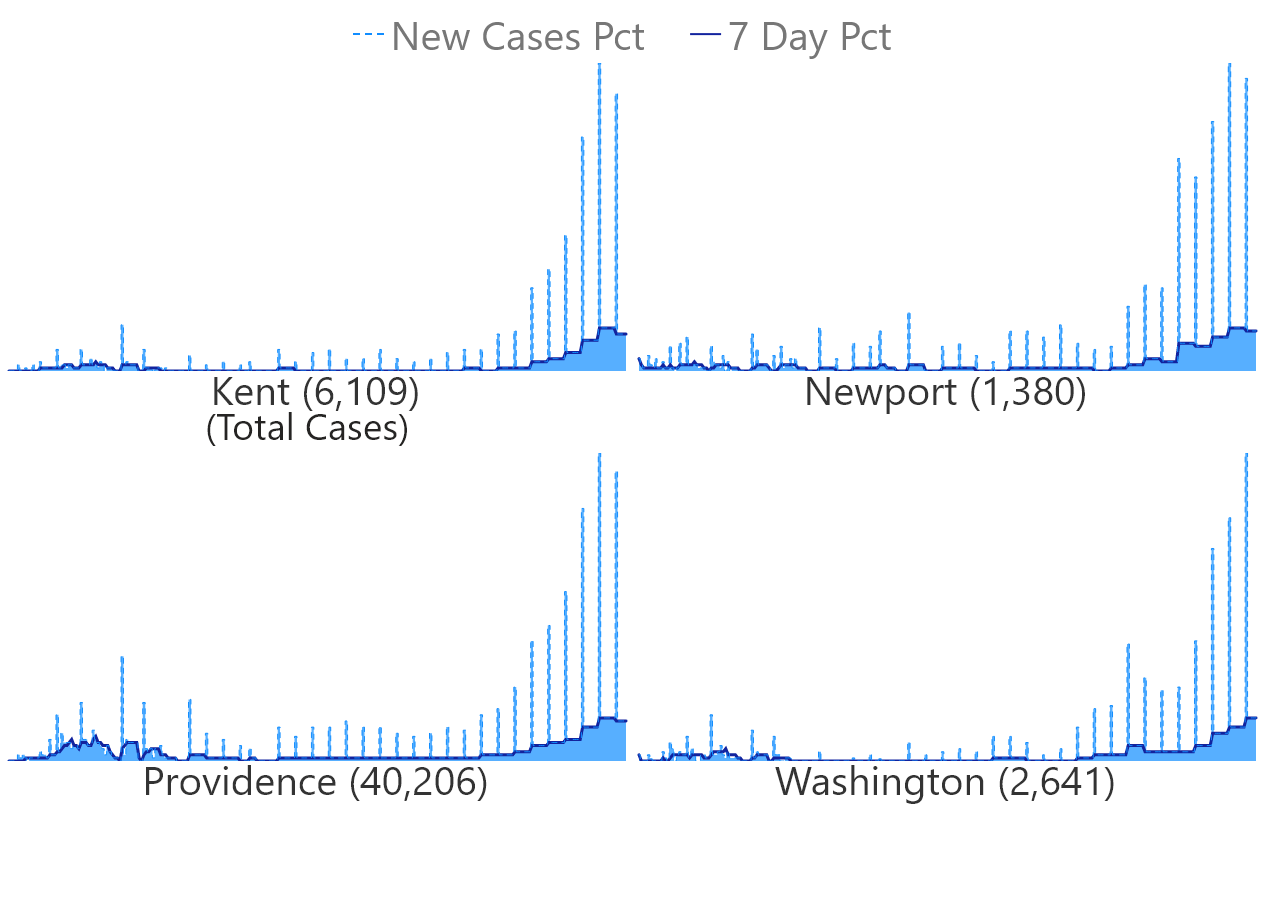 New Cases Pct 7 Day Pct
Kent (6,109)
(Total Cases)
Newport (1,380)
Providence (40,206)
Washington (2,641)